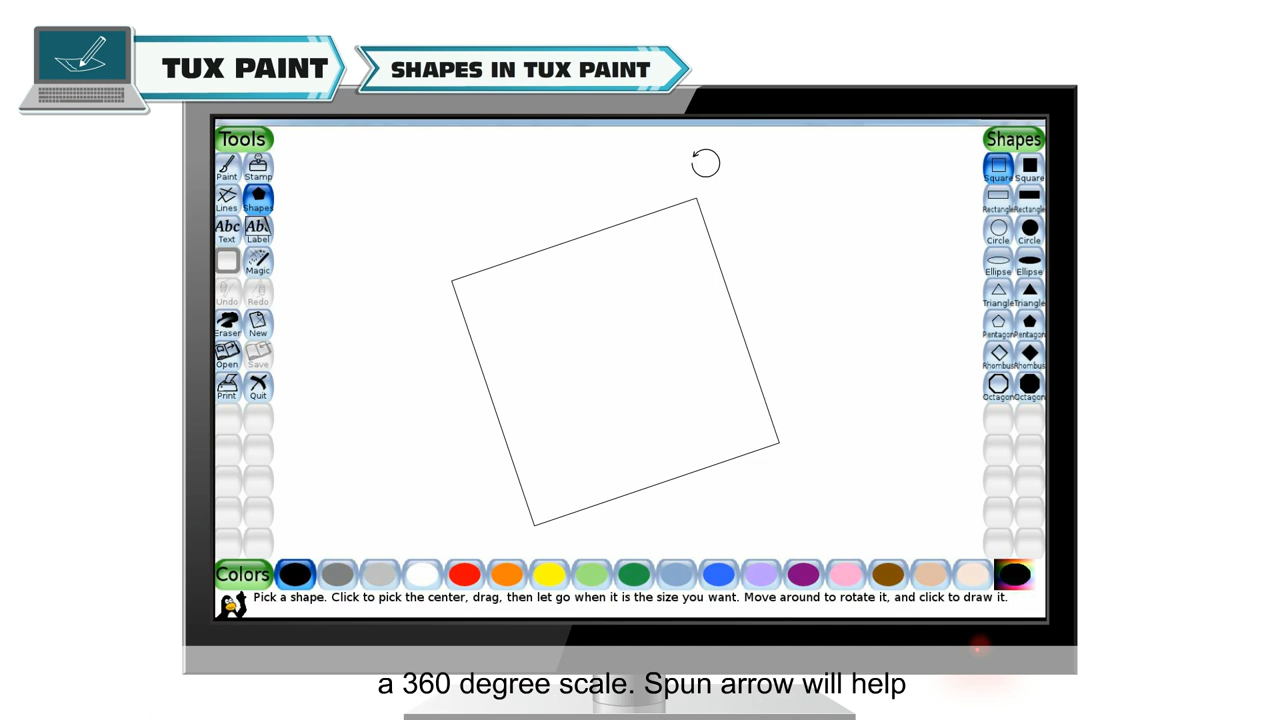 TUX PAINT
SHAPES IN TUX PAINT
Tools
Shapes
Paint Stamp
Lines Shapes
Abc Abc
Text Label
Magic
Undo Redo
Eraser New
Open Save
Print Quit
Square Square
Rectangle Rectangle
Circle Circle
Ellipse Ellipse
Triangle Triangle
Pentagon Pentagon
Rhombus Rhombus
Octagon Octagon
Colors
Pick a shape. Click to pick the center, drag, then let go when it is the size you want. Move around to rotate it, and click to draw it.
a 360 degree scale. Spun arrow will help